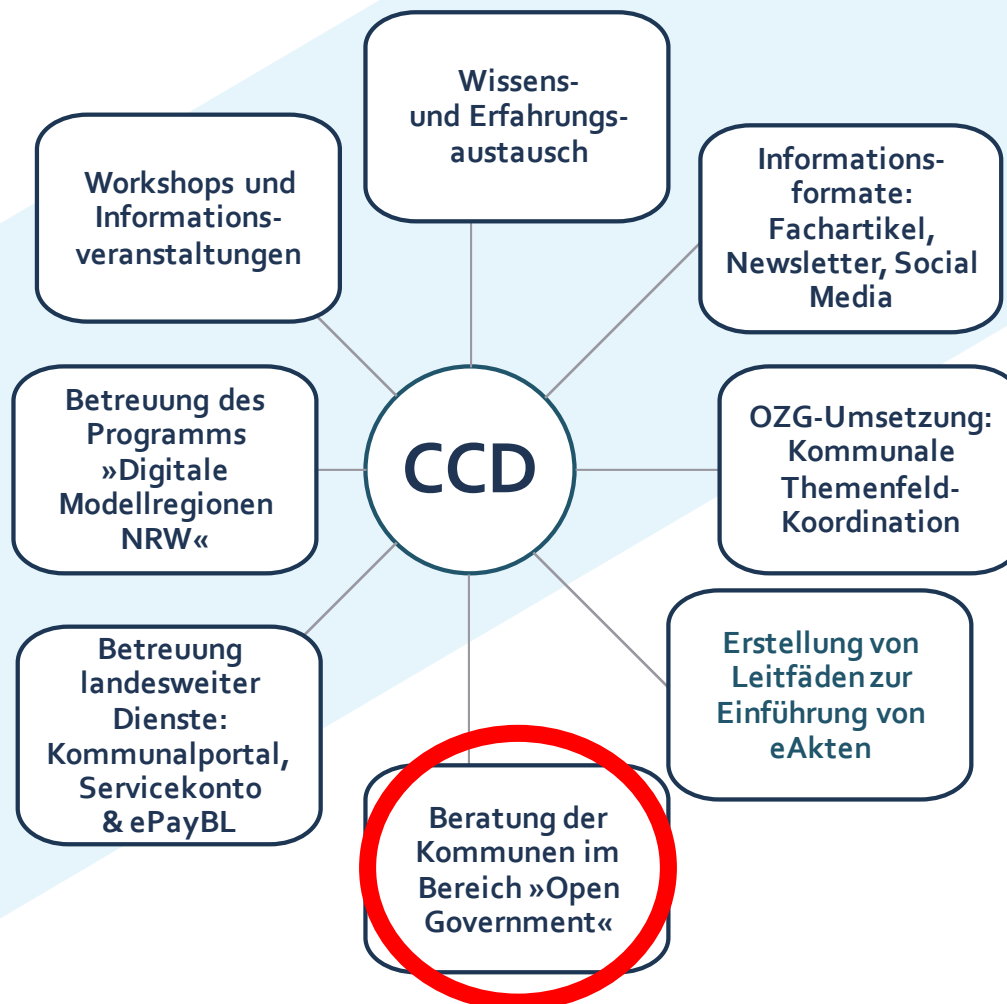 Wissens-
und Erfahrungs-
austausch
Informations-
formate:
Fachartikel,
Newsletter, Social
Media
OZG-Umsetzung:
Kommunale
Themenfeld-
Koordination
Erstellung von
Leitfäden zur
Einführung von
eAkten
Beratung der
Kommunen im
Bereich »Open
Government«
Betreuung
landesweiter
Dienste:
Kommunalportal,
Servicekonto
& ePayBL
Betreuung des
Programms
»Digitale
Modellregionen
NRW«
Workshops und
Informations-
veranstaltungen
CCD